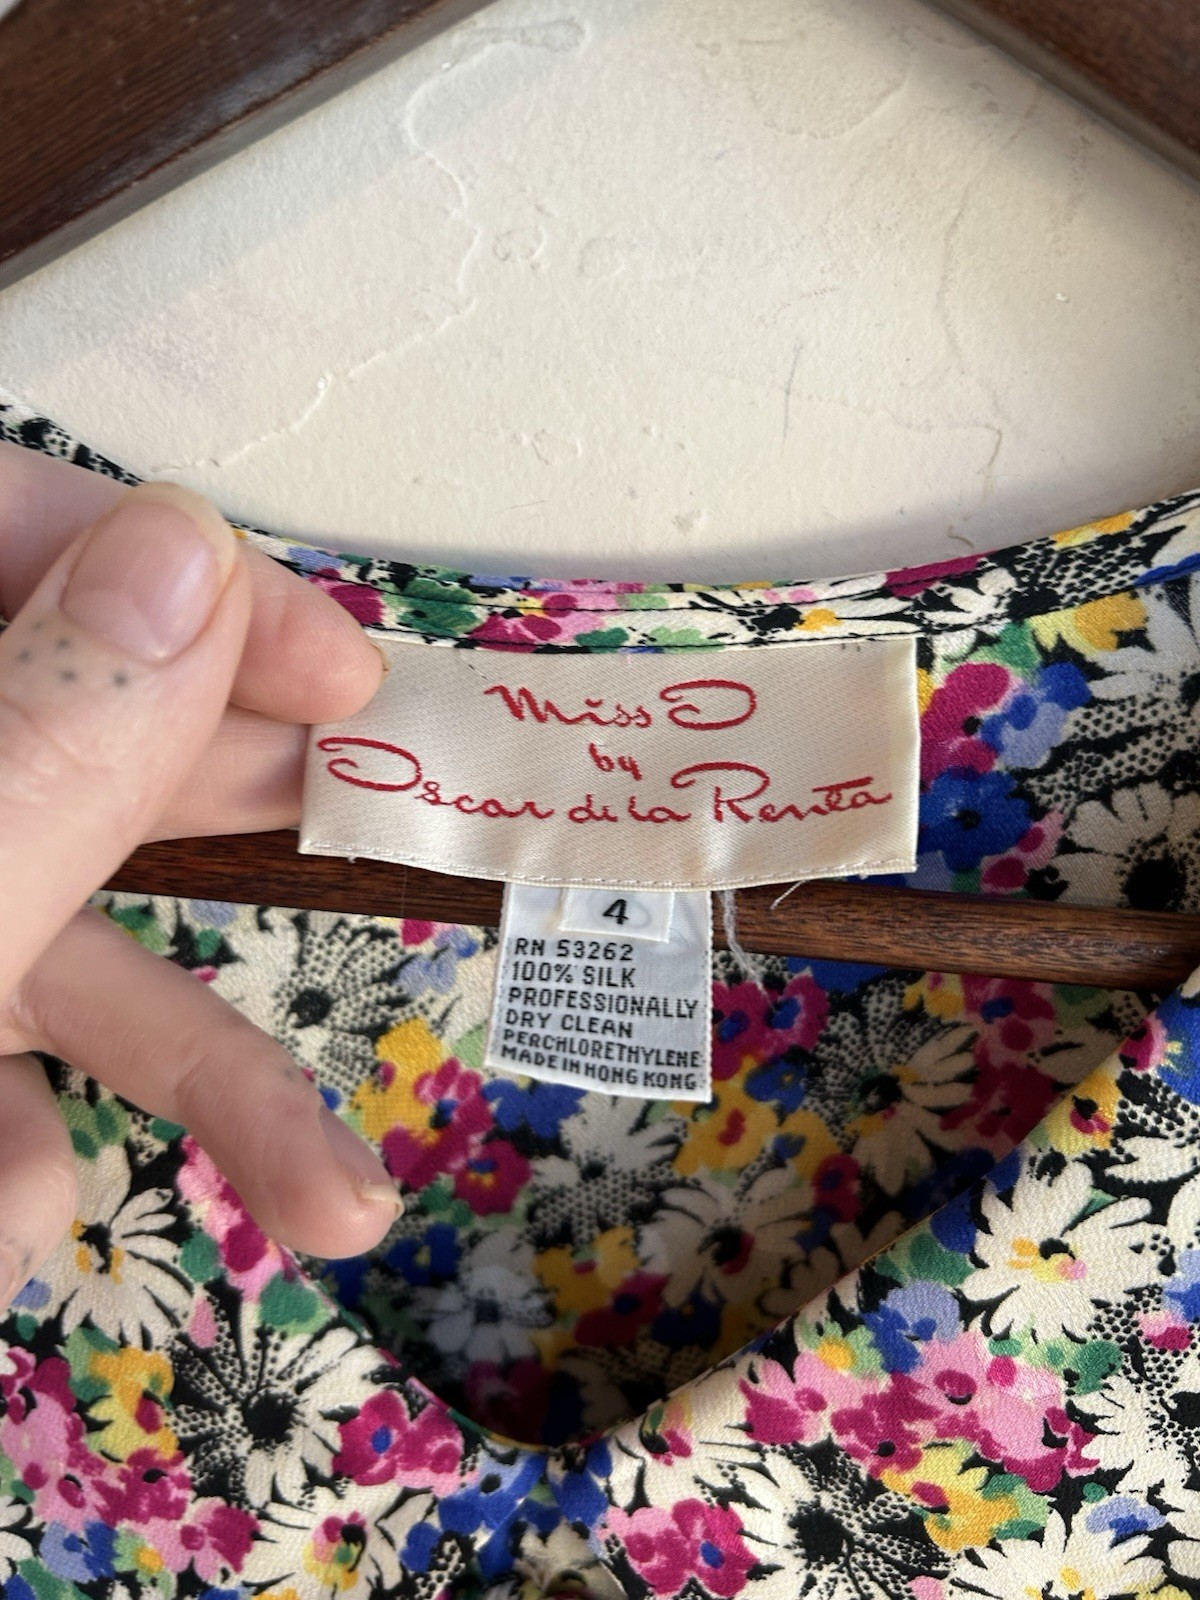 Miss O
by
Oscar de la Renta
4
RN 53262
100% SILK
PROFESSIONALLY
DRY CLEAN
PERCHLORETHYLENE
MADE IN HONG KONG